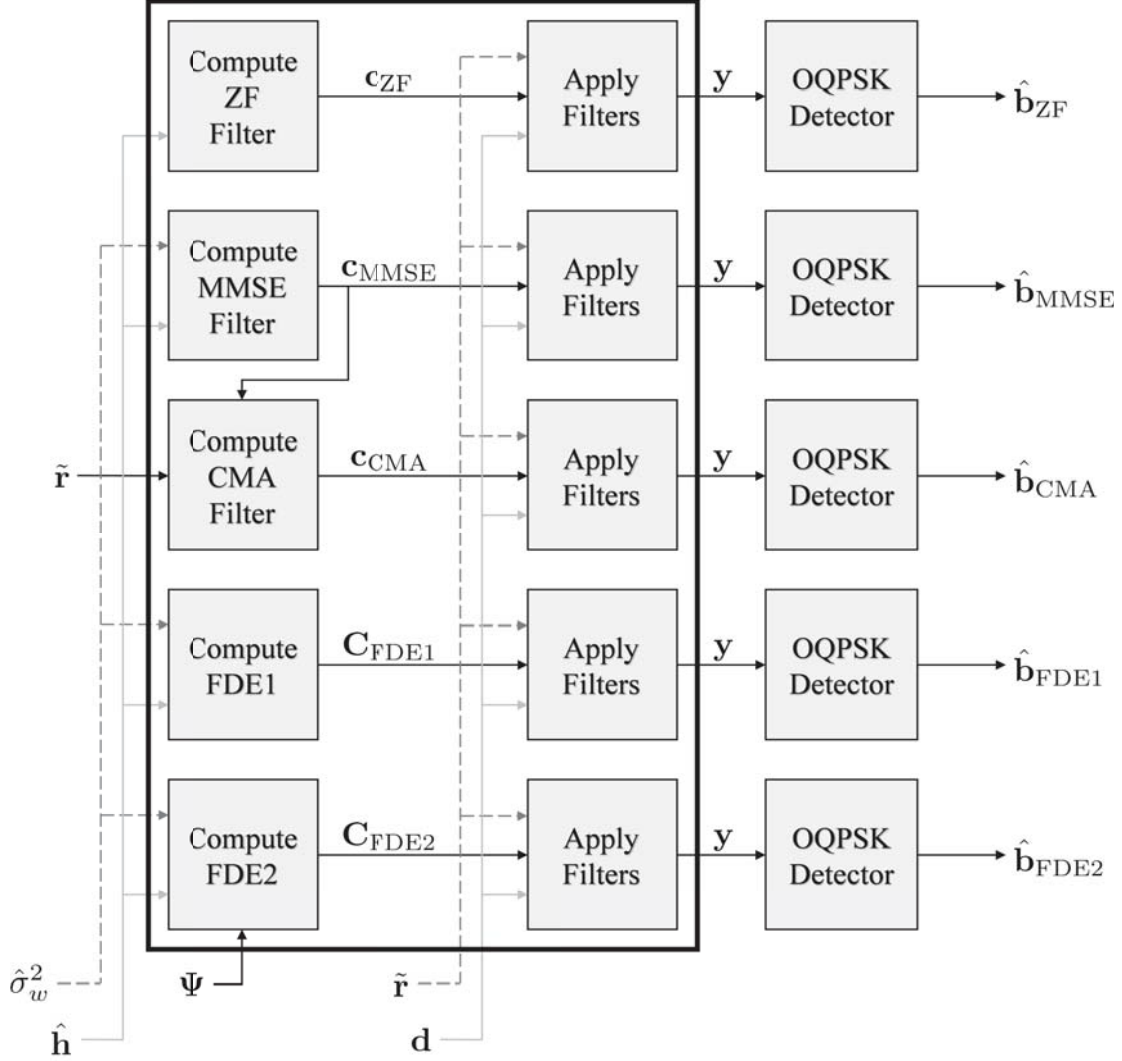 Compute
ZF
Filter
c_ZF
Apply
Filters
y
OQPSK
Detector
b̂_ZF
Compute
MMSE
Filter
c_MMSE
Apply
Filters
y
OQPSK
Detector
b̂_MMSE
r̃
Compute
CMA
Filter
c_CMA
Apply
Filters
y
OQPSK
Detector
b̂_CMA
Compute
FDE1
C_FDE1
Apply
Filters
y
OQPSK
Detector
b̂_FDE1
Compute
FDE2
C_FDE2
Apply
Filters
y
OQPSK
Detector
b̂_FDE2
σ̂²_w
Ψ
r̃
ĥ
d